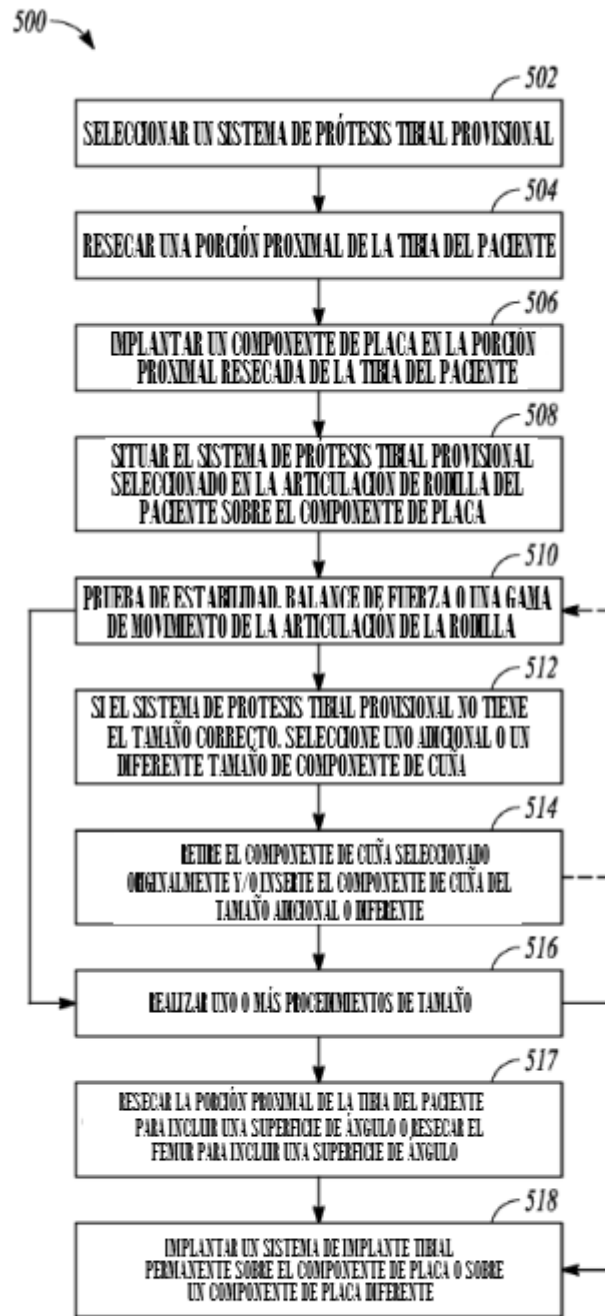 500
502
SELECCIONAR UN SISTEMA DE PRÓTESIS TIBIAL PROVISIONAL
504
RESECAR UNA PORCIÓN PROXIMAL DE LA TIBIA DEL PACIENTE
506
IMPLANTAR UN COMPONENTE DE PLACA EN LA PORCIÓN
PROXIMAL RESECADA DE LA TIBIA DEL PACIENTE
508
SITUAR EL SISTEMA DE PRÓTESIS TIBIAL PROVISIONAL
SELECCIONADO EN LA ARTICULACIÓN DE RODILLA DEL
PACIENTE SOBRE EL COMPONENTE DE PLACA
510
PRUEBA DE ESTABILIDAD, BALANCE DE FUERZA O UNA GAMA
DE MOVIMIENTO DE LA ARTICULACIÓN DE LA RODILLA
512
SI EL SISTEMA DE PROTESIS TIBIAL PROVISIONAL NO TIENE
EL TAMAÑO CORRECTO, SELECCIONE UNO ADICIONAL O UN
DIFERENTE TAMAÑO DE COMPONENTE DE CUÑA
514
RETIRE EL COMPONENTE DE CUÑA SELECCIONADO
ORIGINALMENTE Y/O INSERTE EL COMPONENTE DE CUÑA DEL
TAMAÑO ADICIONAL O DIFERENTE
516
REALIZAR UNO O MÁS PROCEDIMIENTOS DE TAMAÑO
517
RESECAR LA PORCIÓN PROXIMAL DE LA TIBIA DEL PACIENTE
PARA INCLUIR UNA SUPERFICIE DE ÁNGULO O RESECAR EL
FEMUR PARA INCLUIR UNA SUPERFICIE DE ÁNGULO
518
IMPLANTAR UN SISTEMA DE IMPLANTE TIBIAL
PERMANENTE SOBRE EL COMPONENTE DE PLACA O SOBRE
UN COMPONENTE DE PLACA DIFERENTE